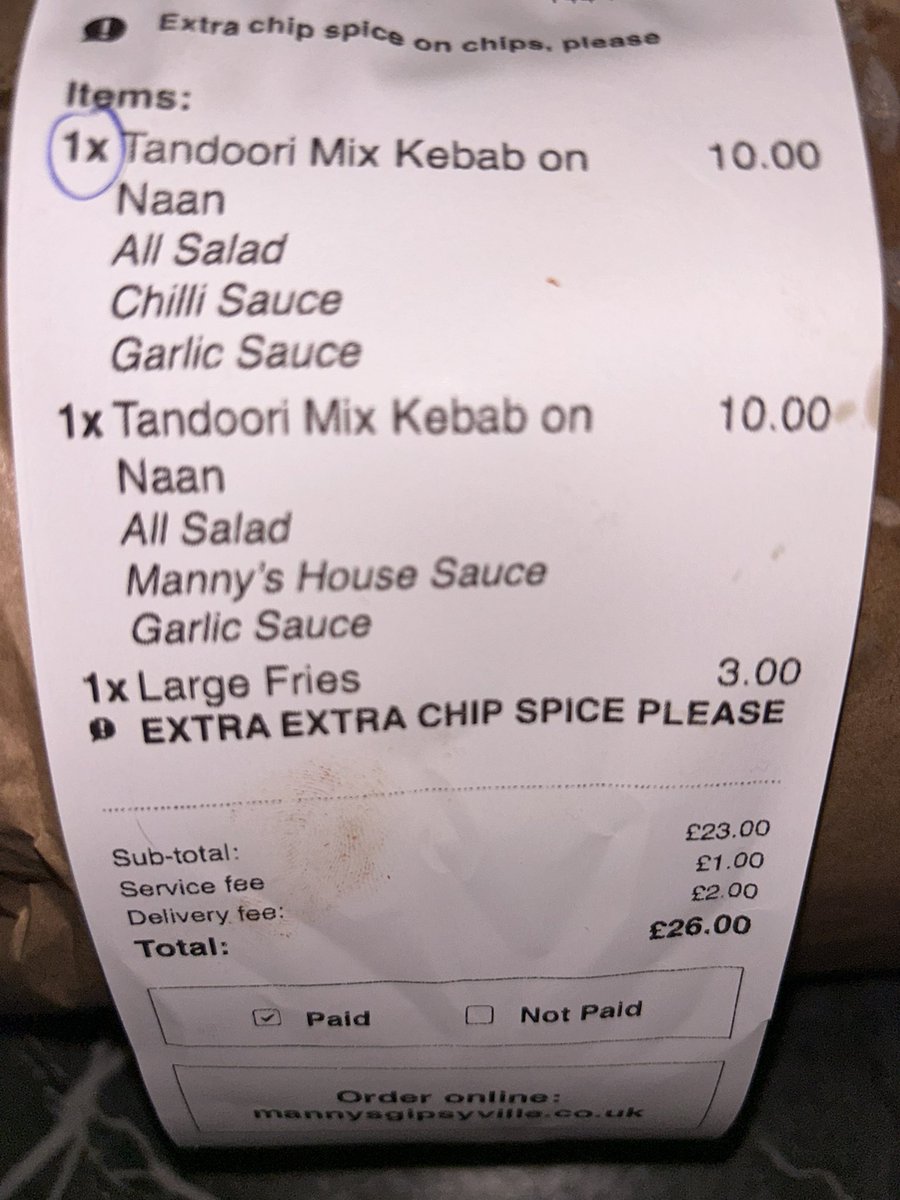 Extra chip spice on chips, please
Items:
1x Tandoori Mix Kebab on 10.00
Naan
All Salad
Chilli Sauce
Garlic Sauce
1x Tandoori Mix Kebab on 10.00
Naan
All Salad
Manny's House Sauce
Garlic Sauce
1x Large Fries 3.00
EXTRA EXTRA CHIP SPICE PLEASE
Sub-total: £23.00
Service fee £1.00
Delivery fee: £2.00
Total: £26.00
Paid Not Paid
Order online:
mannysgipsyville.co.uk